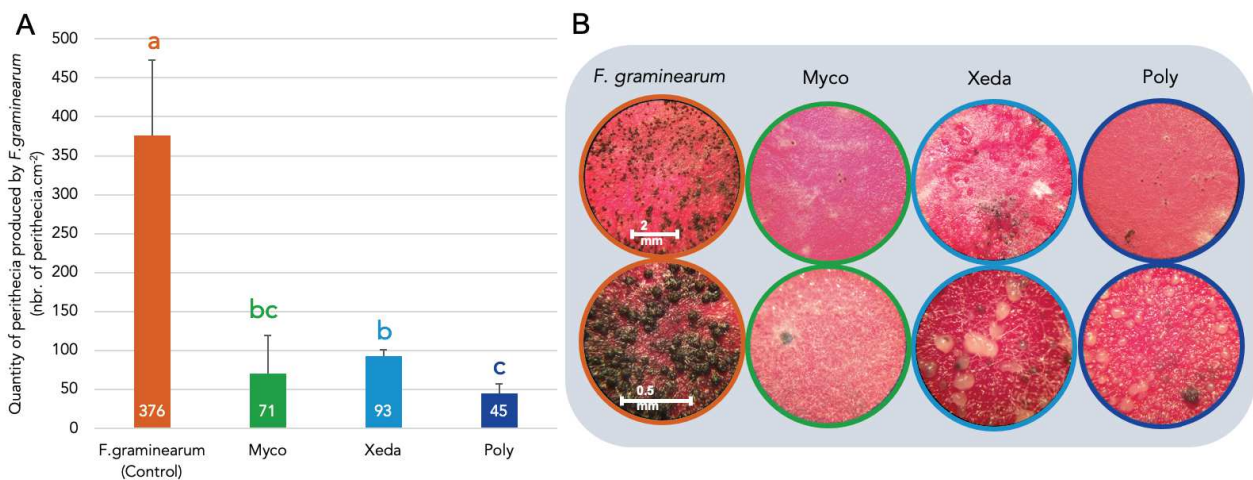 A
Quantity of perithecia produced by F.graminearum
(nbr. of perithecia.cm-2)
500
450
400
350
300
250
200
150
100
50
0
a
bc
b
c
376
71
93
45
F.graminearum
(Control)
Myco
Xeda
Poly
B
F. graminearum
Myco
Xeda
Poly
2
mm
0.5
mm